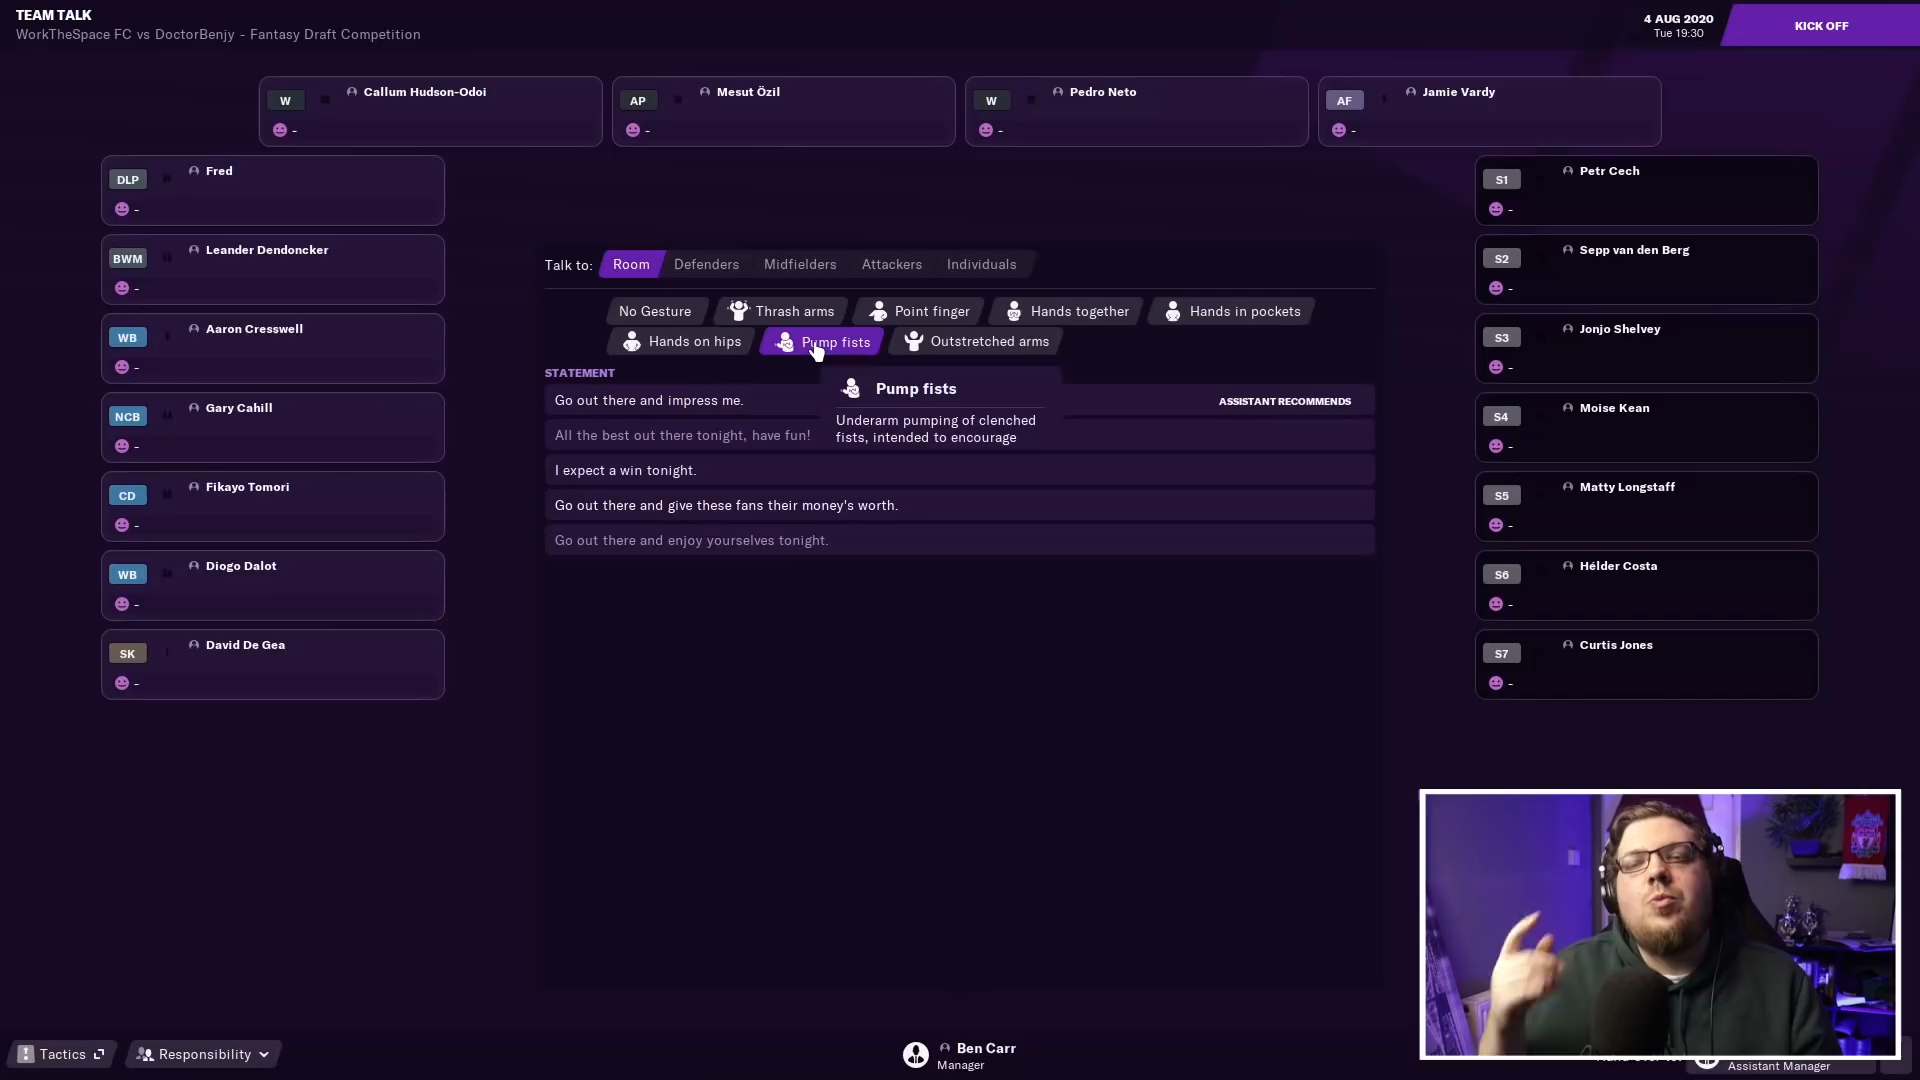 TEAM TALK
WorkTheSpace FC vs DoctorBenjy - Fantasy Draft Competition
4 AUG 2020
Tue 19:30
KICK OFF
W Callum Hudson-Odoi
-
AP Mesut Özil
-
W Pedro Neto
-
AF Jamie Vardy
-
DLP Fred
-
BWM Leander Dendoncker
-
WB Aaron Cresswell
-
NCB Gary Cahill
-
CD Fikayo Tomori
-
WB Diogo Dalot
-
SK David De Gea
-
Talk to: Room Defenders Midfielders Attackers Individuals
No Gesture Thrash arms Point finger Hands together Hands in pockets
Hands on hips Pump fists Outstretched arms
STATEMENT
Pump fists
Underarm pumping of clenched
fists, intended to encourage
Go out there and impress me. ASSISTANT RECOMMENDS
All the best out there tonight, have fun!
I expect a win tonight.
Go out there and give these fans their money's worth.
Go out there and enjoy yourselves tonight.
S1 Petr Cech
-
S2 Sepp van den Berg
-
S3 Jonjo Shelvey
-
S4 Moise Kean
-
S5 Matty Longstaff
-
S6 Hélder Costa
-
S7 Curtis Jones
-
Tactics Responsibility
Ben Carr
Manager
Assistant Manager